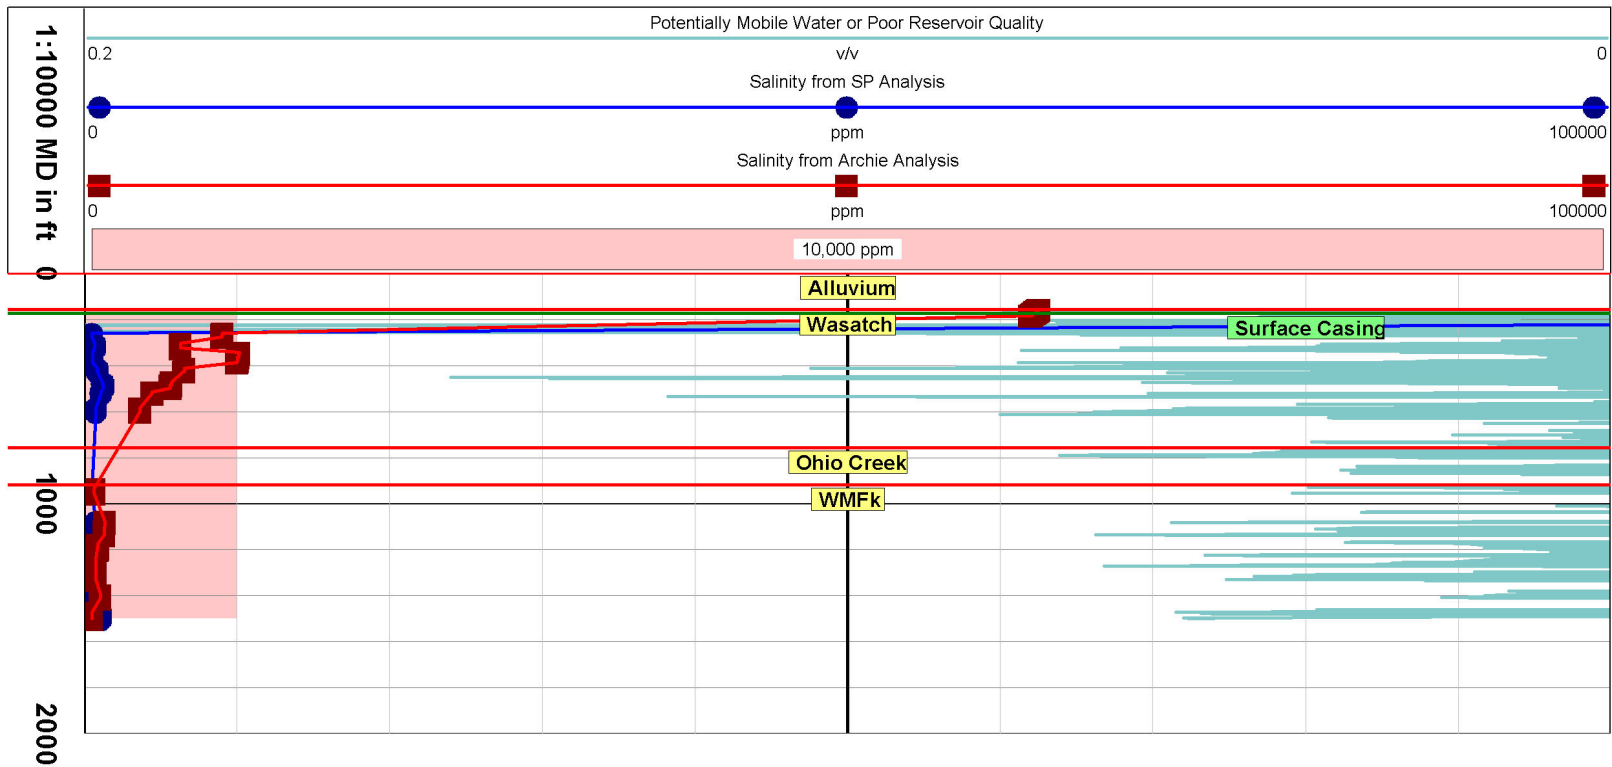 1:10000 MD in ft
Potentially Mobile Water or Poor Reservoir Quality
0.2 v/v 0
Salinity from SP Analysis
0 ppm 100000
Salinity from Archie Analysis
0 ppm 100000
10,000 ppm
0
Alluvium
Wasatch
Surface Casing
Ohio Creek
WMFk
1000
2000